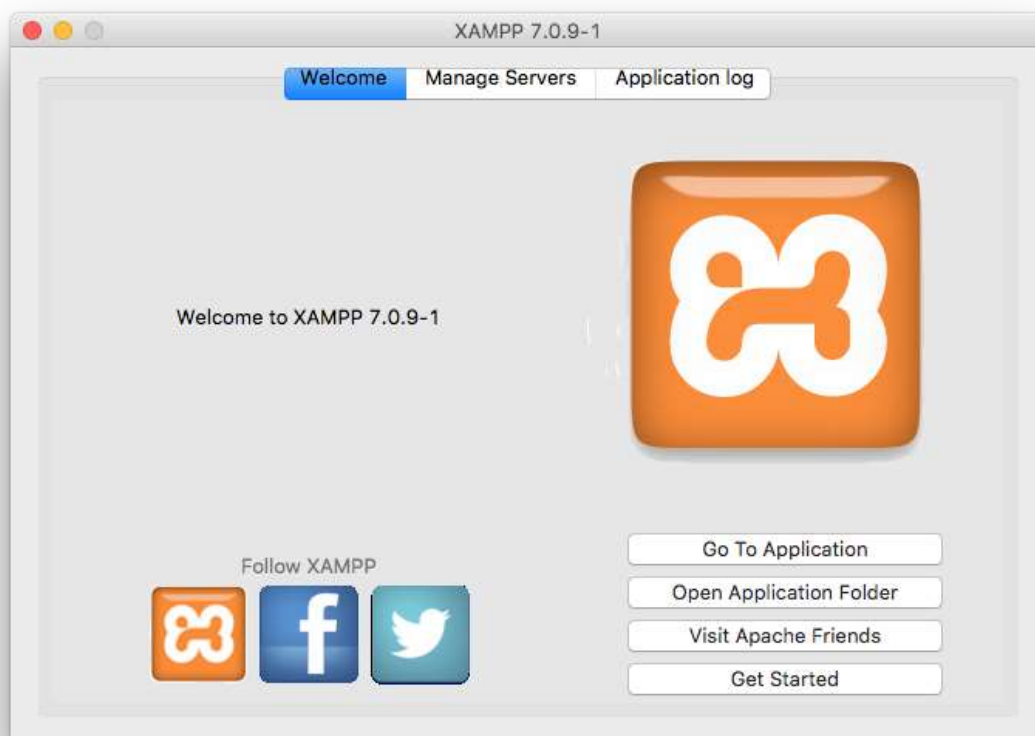 XAMPP 7.0.9-1
Welcome Manage Servers Application log
Welcome to XAMPP 7.0.9-1
Follow XAMPP
Go To Application
Open Application Folder
Visit Apache Friends
Get Started